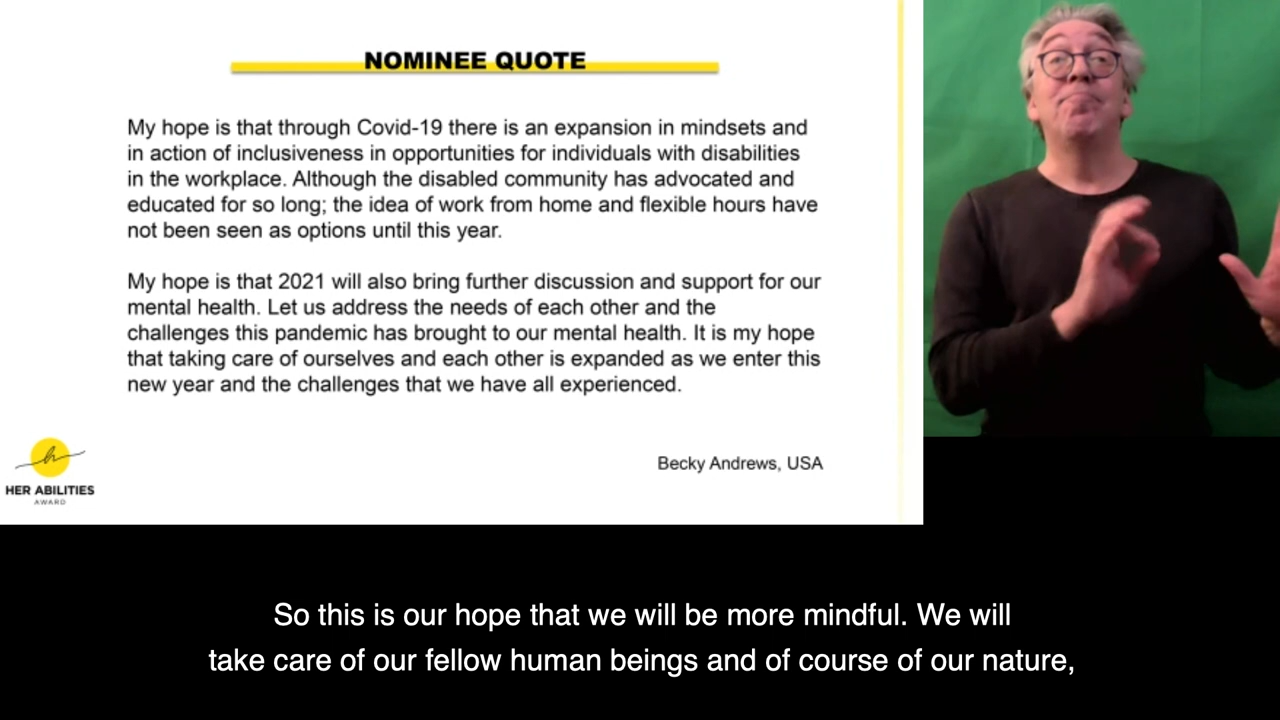 NOMINEE QUOTE
My hope is that through Covid-19 there is an expansion in mindsets and
in action of inclusiveness in opportunities for individuals with disabilities
in the workplace. Although the disabled community has advocated and
educated for so long; the idea of work from home and flexible hours have
not been seen as options until this year.
My hope is that 2021 will also bring further discussion and support for our
mental health. Let us address the needs of each other and the
challenges this pandemic has brought to our mental health. It is my hope
that taking care of ourselves and each other is expanded as we enter this
new year and the challenges that we have all experienced.
Becky Andrews, USA
h
HER ABILITIES
AWARD
So this is our hope that we will be more mindful. We will
take care of our fellow human beings and of course of our nature,